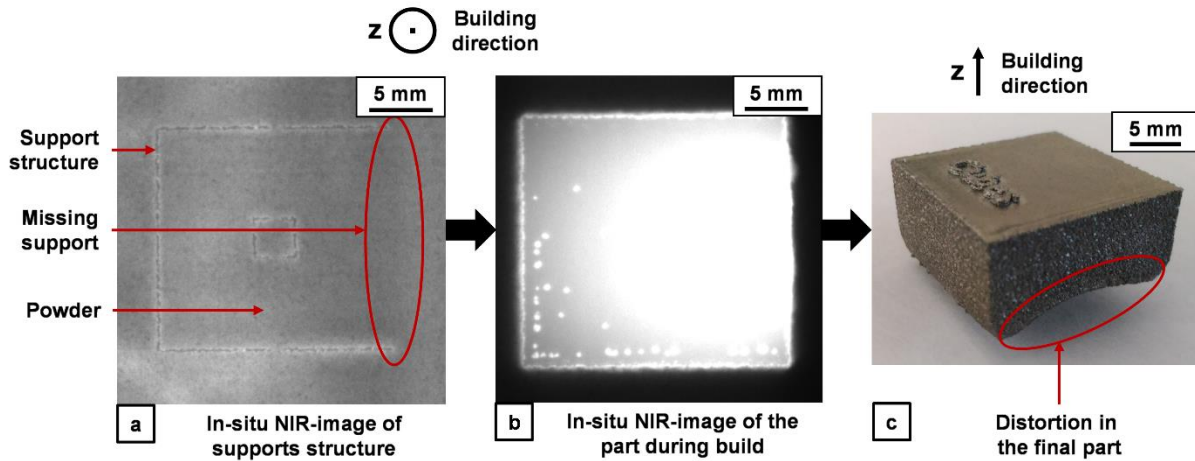 z
Building
direction
5 mm
Support
structure
Missing
support
Powder
a
In-situ NIR-image of
supports structure
5 mm
b
In-situ NIR-image of the
part during build
z
Building
direction
5 mm
c
Distortion in
the final part